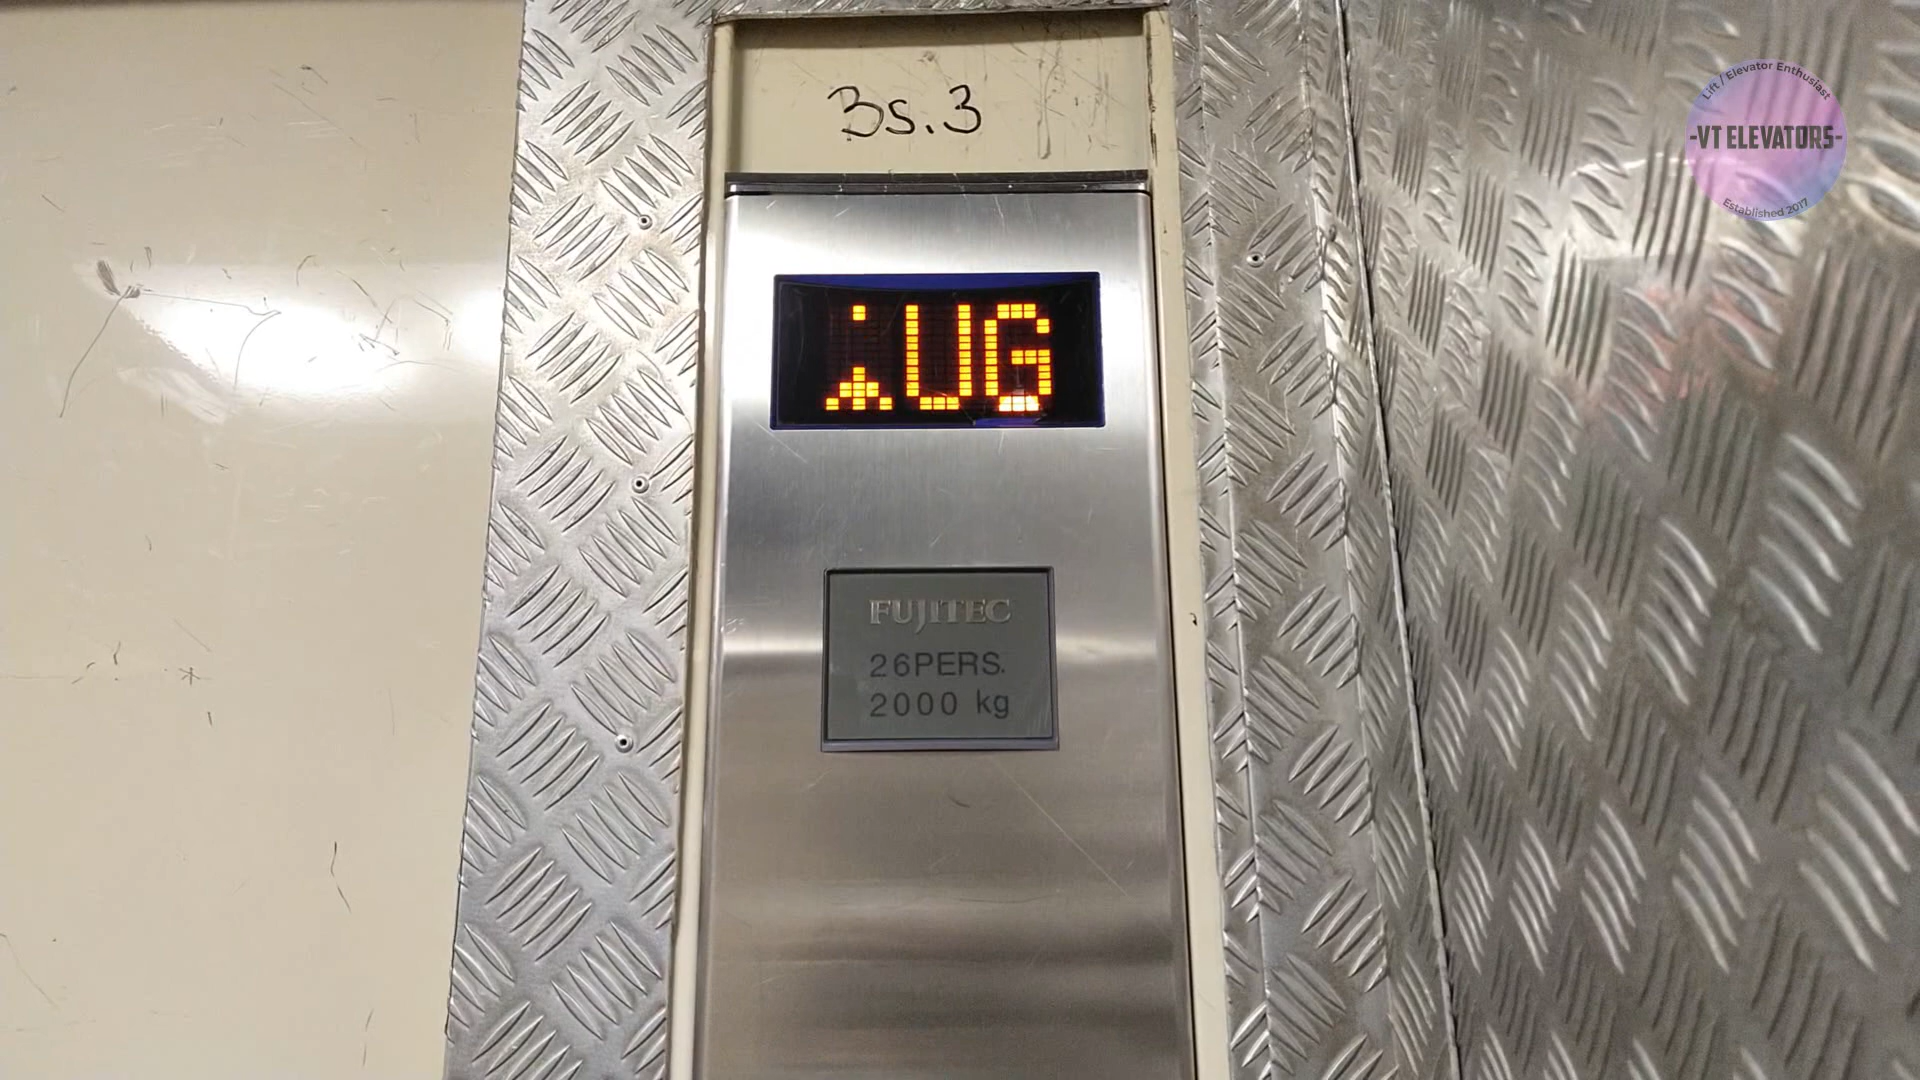 Bs.3
UG
FUJITEC
26PERS.
2000 kg
Lift / Elevator Enthusiast
-VT ELEVATORS-
Established 2017